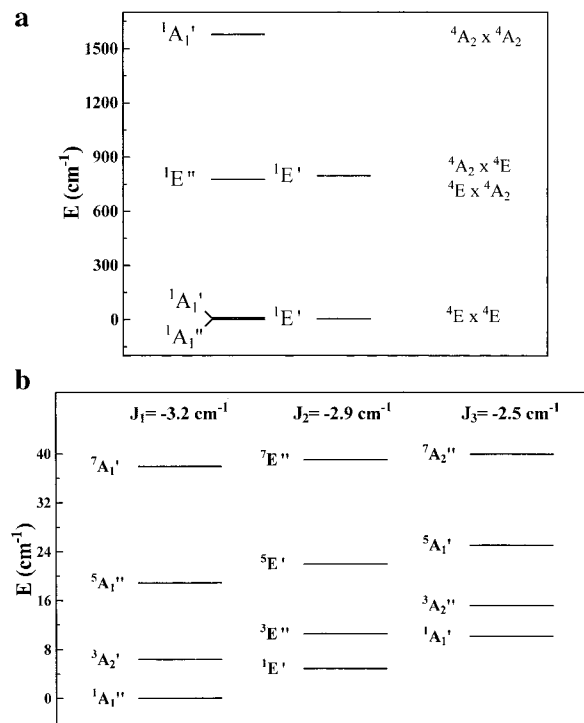 a
1500
1200
900
600
300
0
E (cm⁻¹)
¹A₁'
⁴A₂ x ⁴A₂
¹E''
¹E'
⁴A₂ x ⁴E
⁴E x ⁴A₂
¹A₁'
¹A₁''
¹E'
⁴E x ⁴E
b
J₁= -3.2 cm⁻¹
J₂= -2.9 cm⁻¹
J₃= -2.5 cm⁻¹
40
32
24
16
8
0
E (cm⁻¹)
⁷A₁'
⁷E''
⁷A₂''
⁵A₁''
⁵E'
⁵A₁'
³A₂'
³E''
³A₂''
¹A₁''
¹E'
¹A₁'